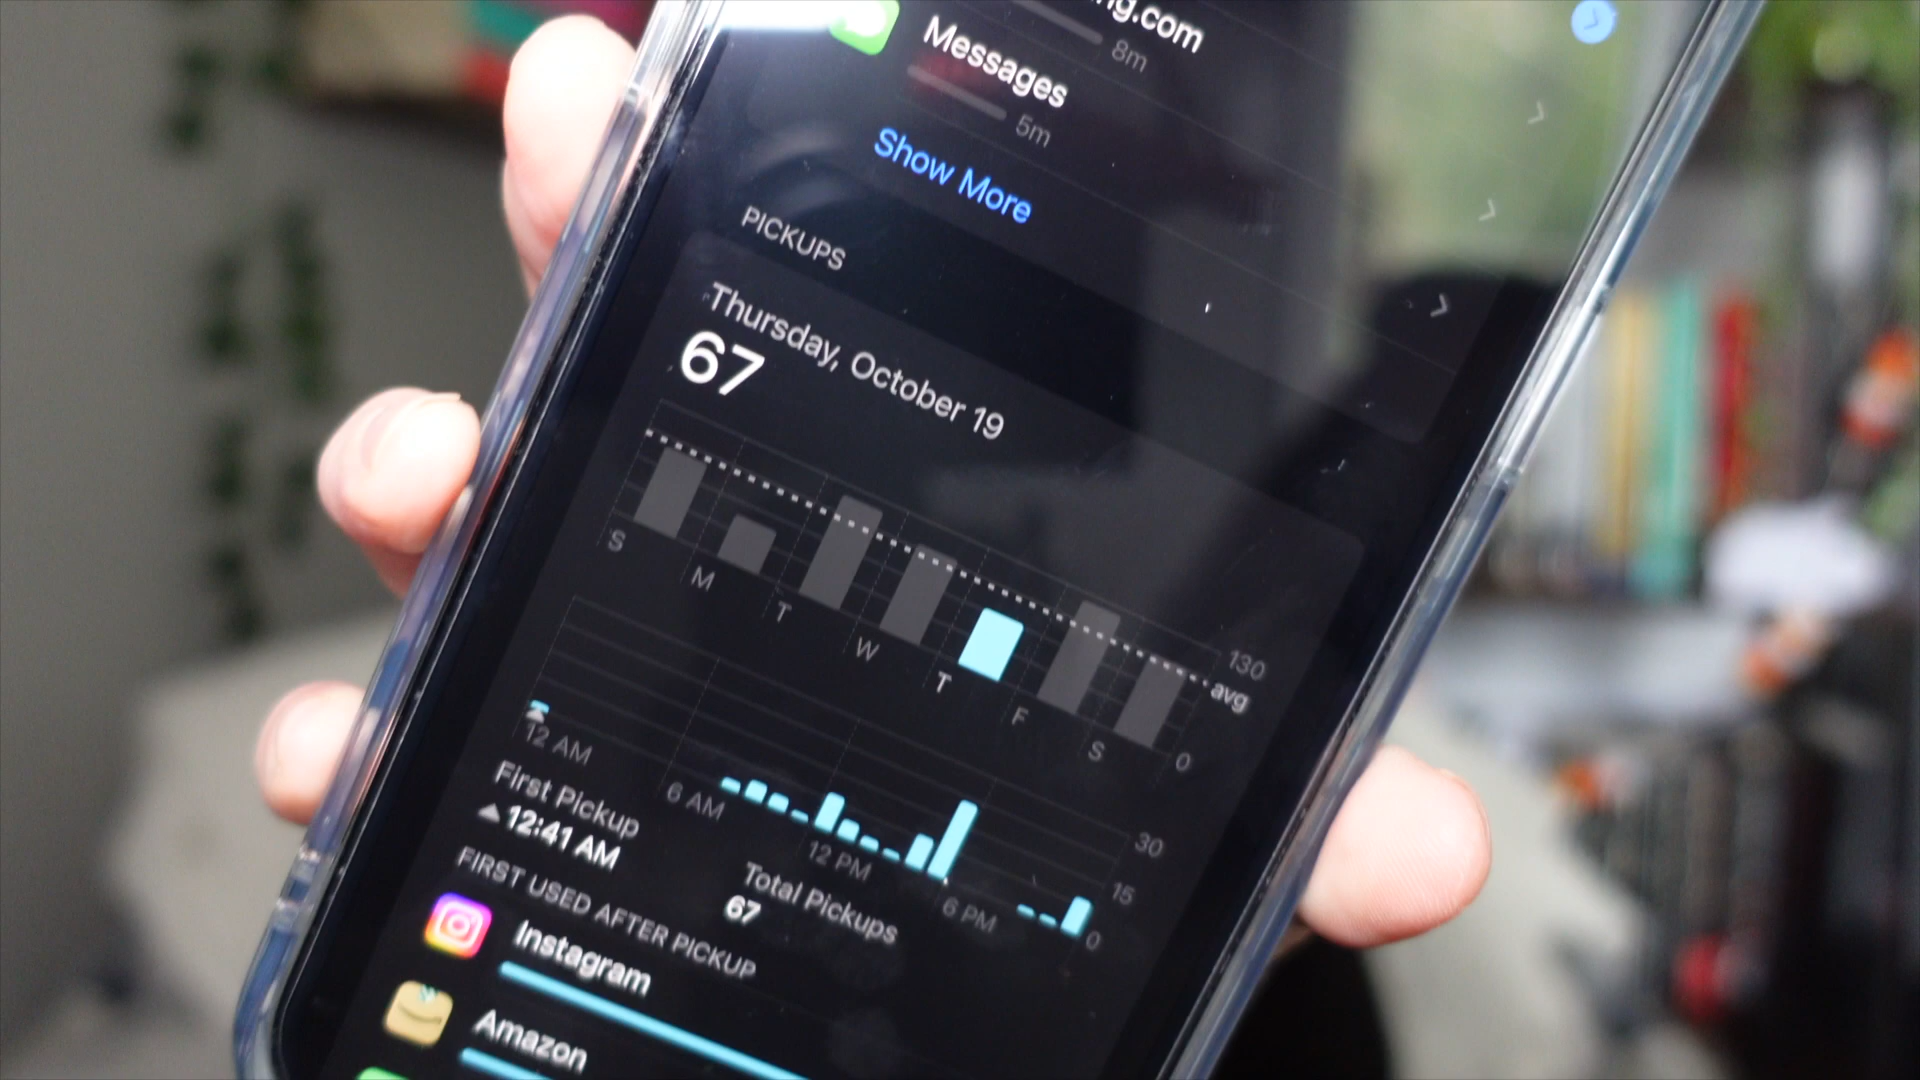 ng.com
8m
Messages
5m
Show More
PICKUPS
Thursday, October 19
67
130
avg
0
S M T W T F S
30
15
0
12 AM 6 AM 12 PM 6 PM
First Pickup
12:41 AM
Total Pickups
67
FIRST USED AFTER PICKUP
Instagram
Amazon